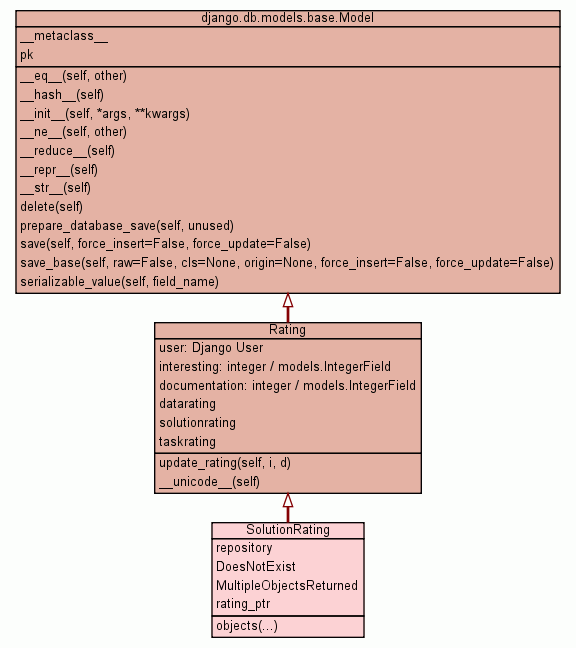 django.db.models.base.Model
__metaclass__
pk
__eq__(self, other)
__hash__(self)
__init__(self, *args, **kwargs)
__ne__(self, other)
__reduce__(self)
__repr__(self)
__str__(self)
delete(self)
prepare_database_save(self, unused)
save(self, force_insert=False, force_update=False)
save_base(self, raw=False, cls=None, origin=None, force_insert=False, force_update=False)
serializable_value(self, field_name)
Rating
user: Django User
interesting: integer / models.IntegerField
documentation: integer / models.IntegerField
datarating
solutionrating
taskrating
update_rating(self, i, d)
__unicode__(self)
SolutionRating
repository
DoesNotExist
MultipleObjectsReturned
rating_ptr
objects(...)